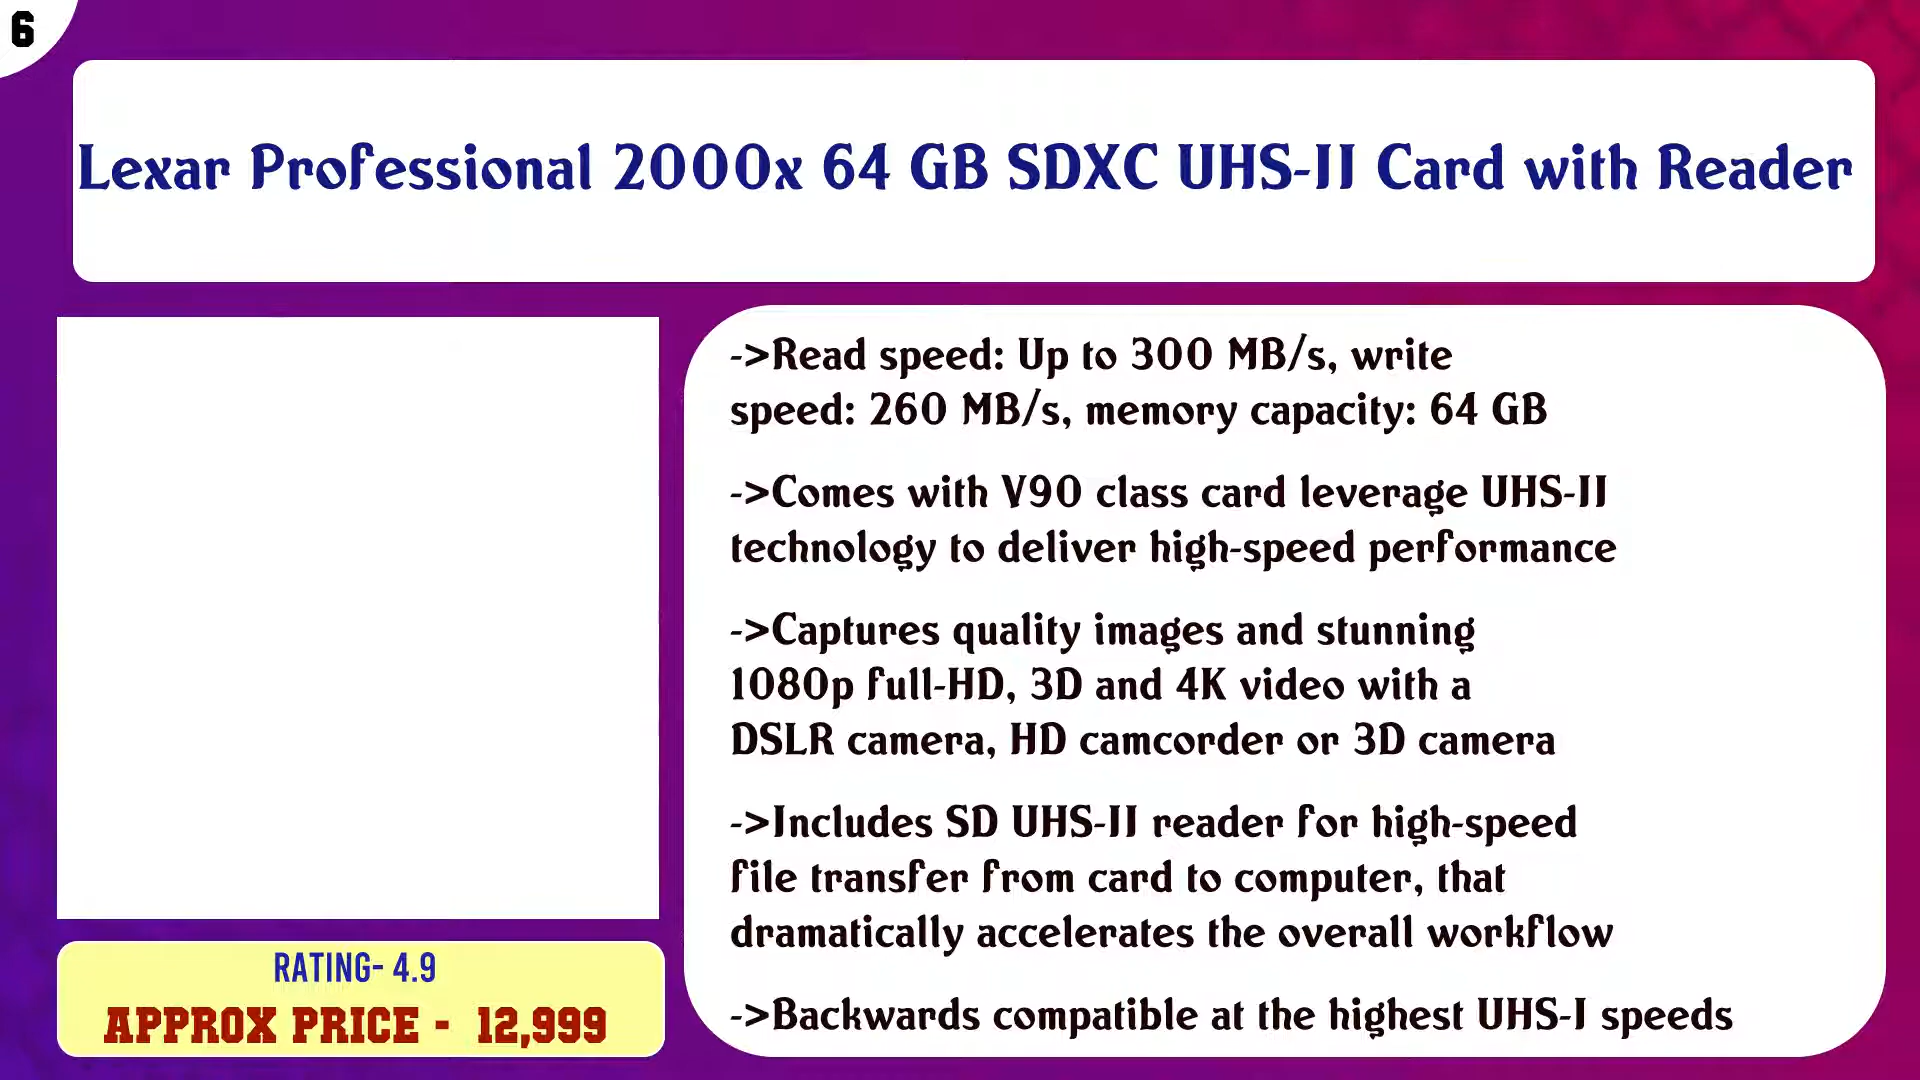 6
Lexar Professional 2000x 64 GB SDXC UHS-II Card with Reader
->Read speed: Up to 300 MB/s, write
speed: 260 MB/s, memory capacity: 64 GB
->Comes with V90 class card leverage UHS-II
technology to deliver high-speed performance
->Captures quality images and stunning
1080p full-HD, 3D and 4K video with a
DSLR camera, HD camcorder or 3D camera
->Includes SD UHS-II reader for high-speed
file transfer from card to computer, that
dramatically accelerates the overall workflow
->Backwards compatible at the highest UHS-I speeds
RATING- 4.9
APPROX PRICE - 12,999